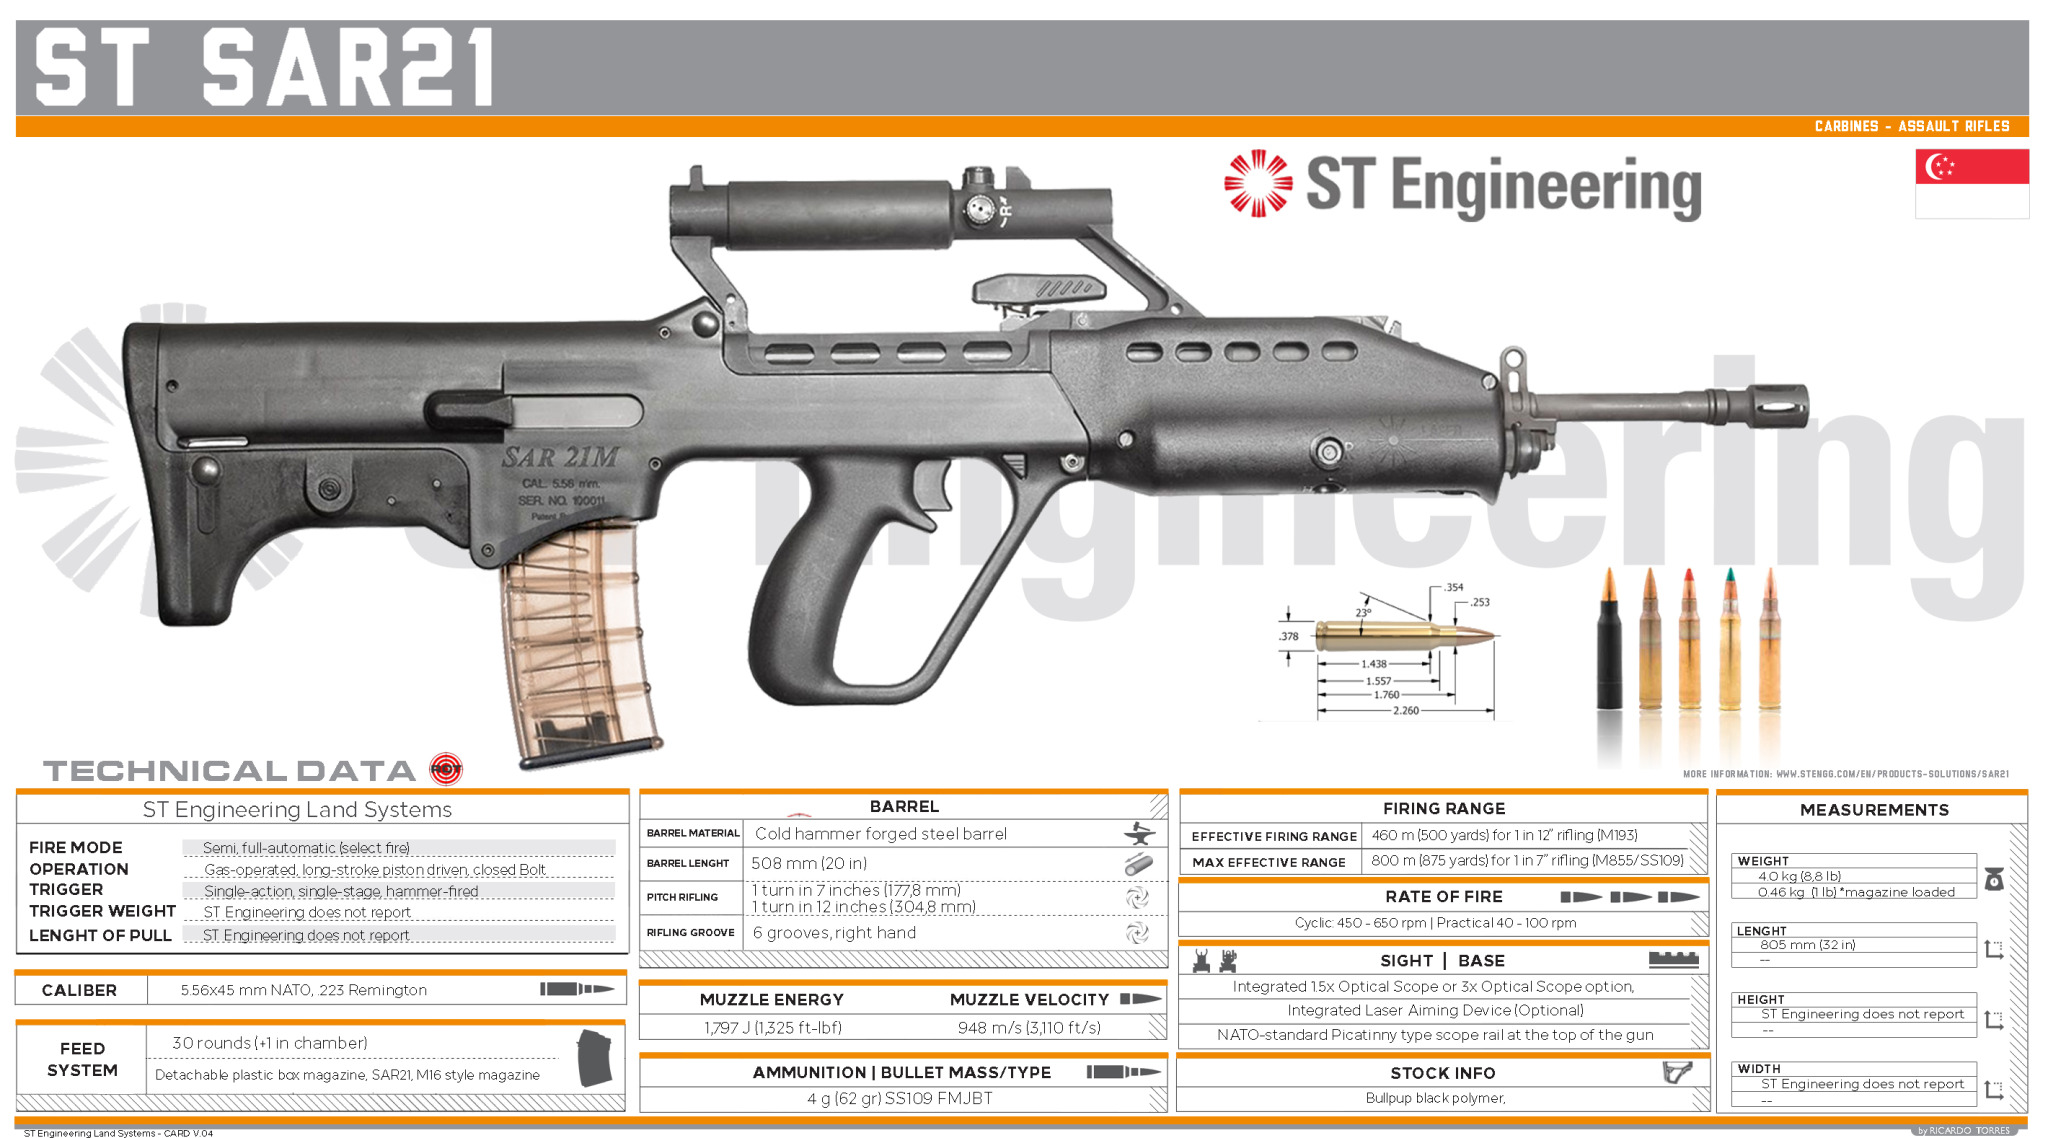 ST SAR21
CARBINES - ASSAULT RIFLES
ST Engineering
R
SAR 21M
CAL. 5.56 mm.
SER. NO. 100011
ST Engineering
.354
.253
23°
.378
1.438
1.557
1.760
2.260
MORE INFORMATION: WWW.STENGG.COM/EN/PRODUCTS-SOLUTIONS/SAR21
TECHNICAL DATA
ST Engineering Land Systems
FIRE MODE Semi, full-automatic (select fire)
OPERATION Gas-operated, long-stroke piston driven, closed Bolt
TRIGGER Single-action, single-stage, hammer-fired
TRIGGER WEIGHT ST Engineering does not report
LENGHT OF PULL ST Engineering does not report
CALIBER 5.56x45 mm NATO, .223 Remington
FEED SYSTEM
30 rounds (+1 in chamber)
Detachable plastic box magazine, SAR21, M16 style magazine
BARREL
BARREL MATERIAL Cold hammer forged steel barrel
BARREL LENGHT 508 mm (20 in)
PITCH RIFLING
1 turn in 7 inches (177,8 mm)
1 turn in 12 inches (304,8 mm)
RIFLING GROOVE 6 grooves, right hand
MUZZLE ENERGY MUZZLE VELOCITY
1,797 J (1,325 ft-lbf) 948 m/s (3,110 ft/s)
AMMUNITION | BULLET MASS/TYPE
4 g (62 gr) SS109 FMJBT
FIRING RANGE
EFFECTIVE FIRING RANGE 460 m (500 yards) for 1 in 12" rifling (M193)
MAX EFFECTIVE RANGE 800 m (875 yards) for 1 in 7" rifling (M855/SS109)
RATE OF FIRE
Cyclic: 450 - 650 rpm | Practical 40 - 100 rpm
SIGHT | BASE
Integrated 1.5x Optical Scope or 3x Optical Scope option,
Integrated Laser Aiming Device (Optional)
NATO-standard Picatinny type scope rail at the top of the gun
STOCK INFO
Bullpup black polymer,
MEASUREMENTS
WEIGHT
4.0 kg (8,8 lb)
0.46 kg (1 lb) *magazine loaded
LENGHT
805 mm (32 in)
--
HEIGHT
ST Engineering does not report
--
WIDTH
ST Engineering does not report
--
ST Engineering Land Systems - CARD V.04
by RICARDO TORRES